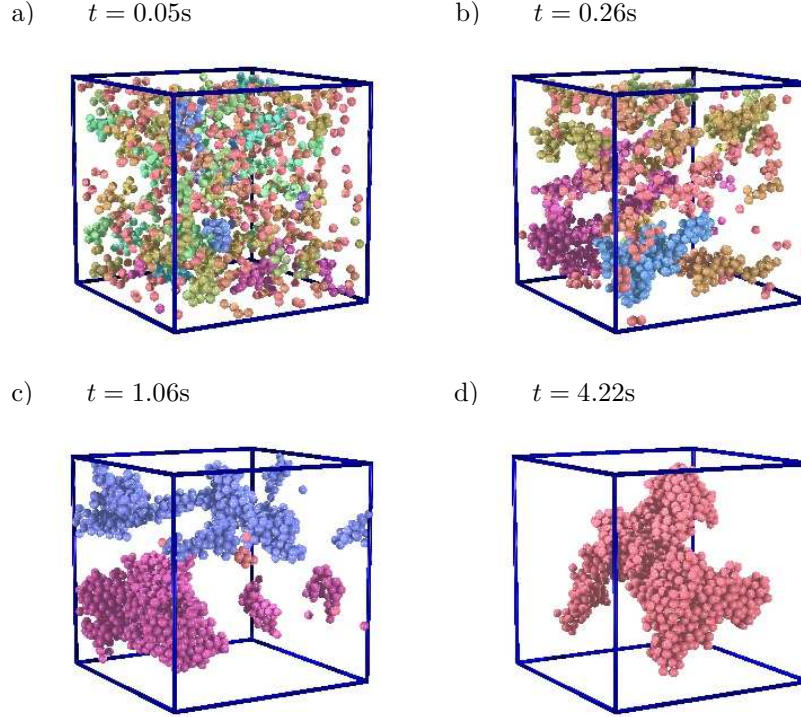 a) t = 0.05s
b) t = 0.26s
c) t = 1.06s
d) t = 4.22s